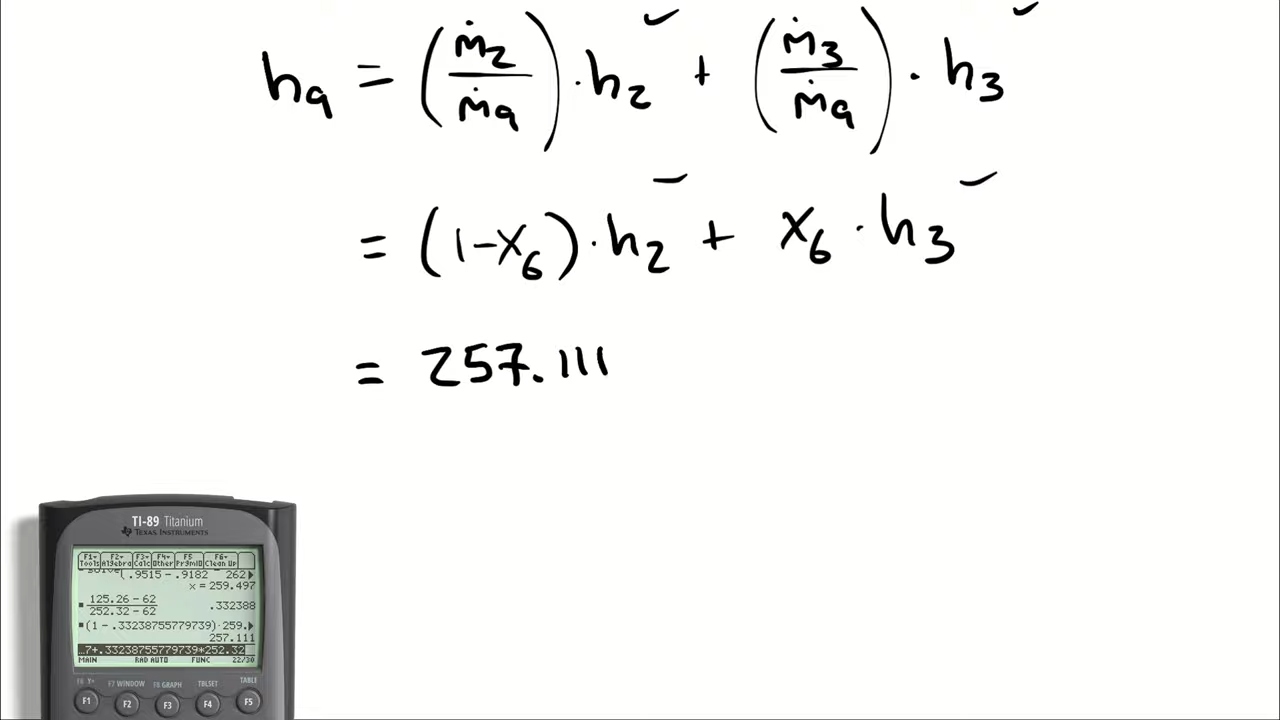 h9 = (ṁ2/ṁ9) · h2 + (ṁ3/ṁ9) · h3
= (1-x6) · h2 + x6 · h3
= 257.111
TI-89 Titanium
TEXAS INSTRUMENTS
F1 F2 F3 F4 F5 F6
Tools Algebra Calc Other PrgmIO Clean Up
(.9515 - .9182 262
x = 259.497
125.26 - 62
252.32 - 62
.332388
(1 - .33238755779739)·259.
257.111
…7+.33238755779739*252.32
MAIN RAD AUTO FUNC 22/30
F6 Y= F7 WINDOW F8 GRAPH TBLSET TABLE
F1 F2 F3 F4 F5